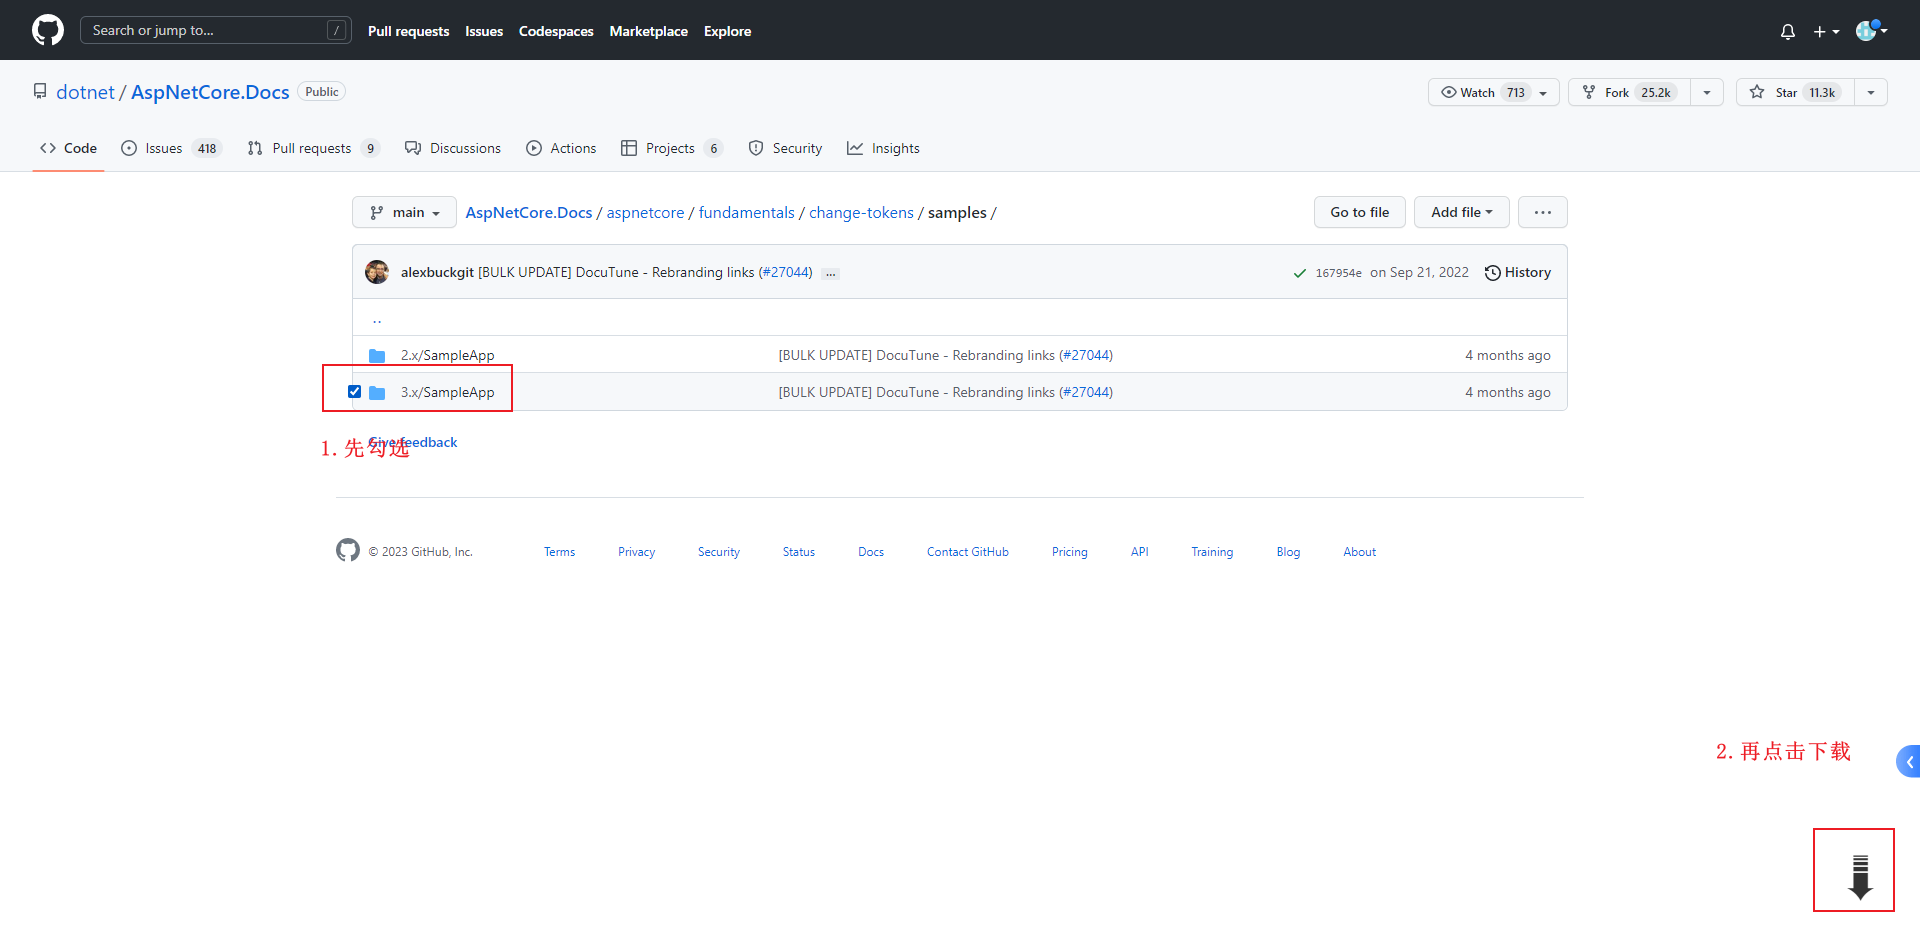 Search or jump to... / Pull requests Issues Codespaces Marketplace Explore
dotnet / AspNetCore.Docs Public Watch 713 Fork 25.2k Star 11.3k
Code Issues 418 Pull requests 9 Discussions Actions Projects 6 Security Insights
main AspNetCore.Docs / aspnetcore / fundamentals / change-tokens / samples / Go to file Add file ...
alexbuckgit [BULK UPDATE] DocuTune - Rebranding links (#27044) ... 167954e on Sep 21, 2022 History
..
2.x/SampleApp [BULK UPDATE] DocuTune - Rebranding links (#27044) 4 months ago
3.x/SampleApp [BULK UPDATE] DocuTune - Rebranding links (#27044) 4 months ago
Give feedback
1. 先勾选
© 2023 GitHub, Inc. Terms Privacy Security Status Docs Contact GitHub Pricing API Training Blog About
2. 再点击下载